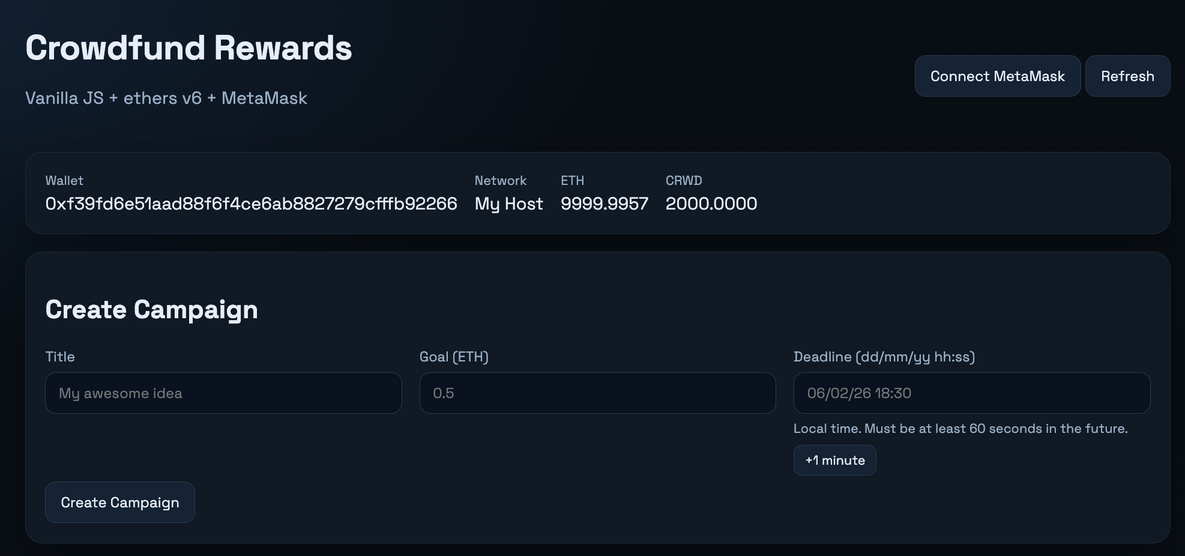 Crowdfund Rewards
Vanilla JS + ethers v6 + MetaMask
Connect MetaMask
Refresh
Wallet
0xf39fd6e51aad88f6f4ce6ab8827279cfffb92266
Network
My Host
ETH
9999.9957
CRWD
2000.0000
Create Campaign
Title
My awesome idea
Goal (ETH)
0.5
Deadline (dd/mm/yy hh:ss)
06/02/26 18:30
Local time. Must be at least 60 seconds in the future.
+1 minute
Create Campaign